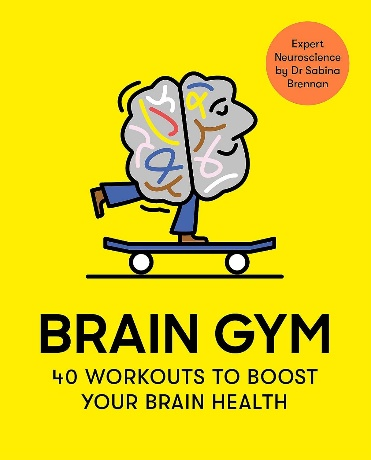 Expert
Neuroscience
by Dr Sabina
Brennan
BRAIN GYM
40 WORKOUTS TO BOOST
YOUR BRAIN HEALTH